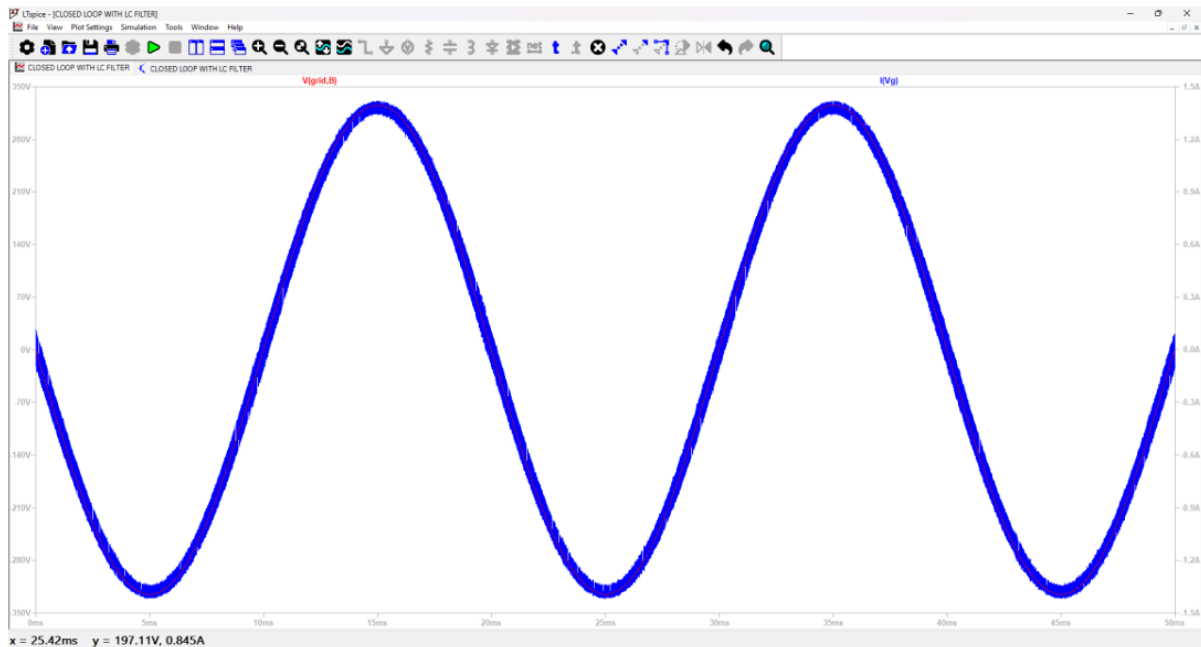 LTspice - [CLOSED LOOP WITH LC FILTER]
File View Plot Settings Simulation Tools Window Help
CLOSED LOOP WITH LC FILTER CLOSED LOOP WITH LC FILTER
V(grid,B) I(Vg)
350V 1.5A
280V 1.2A
210V 0.9A
140V 0.6A
70V 0.3A
0V 0.0A
-70V -0.3A
-140V -0.6A
-210V -0.9A
-280V -1.2A
-350V -1.5A
0ms 5ms 10ms 15ms 20ms 25ms 30ms 35ms 40ms 45ms 50ms
x = 25.42ms y = 197.11V, 0.845A